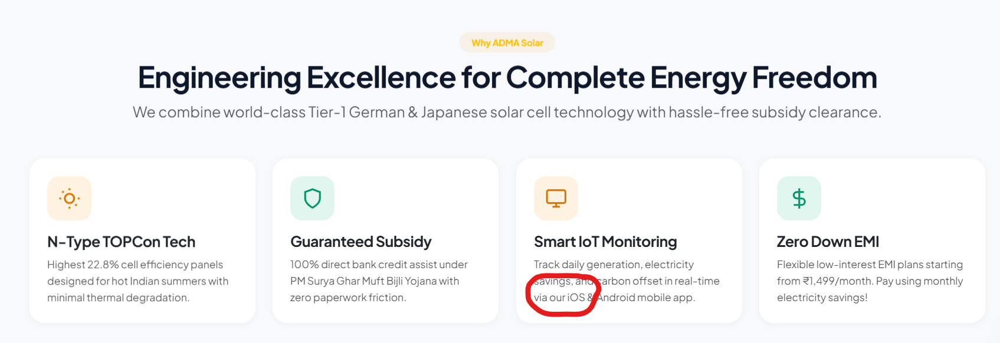 Why ADMA Solar
Engineering Excellence for Complete Energy Freedom
We combine world-class Tier-1 German & Japanese solar cell technology with hassle-free subsidy clearance.
N-Type TOPCon Tech
Highest 22.8% cell efficiency panels
designed for hot Indian summers with
minimal thermal degradation.
Guaranteed Subsidy
100% direct bank credit assist under
PM Surya Ghar Muft Bijli Yojana with
zero paperwork friction.
Smart IoT Monitoring
Track daily generation, electricity
savings, and carbon offset in real-time
via our iOS & Android mobile app.
Zero Down EMI
Flexible low-interest EMI plans starting
from ₹1,499/month. Pay using monthly
electricity savings!